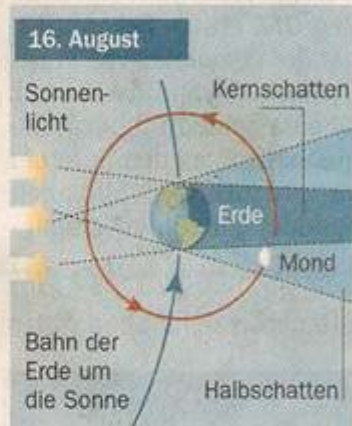 16. August
Sonnen-
licht
Kernschatten
Erde
Mond
Bahn der
Erde um
die Sonne
Halbschatten